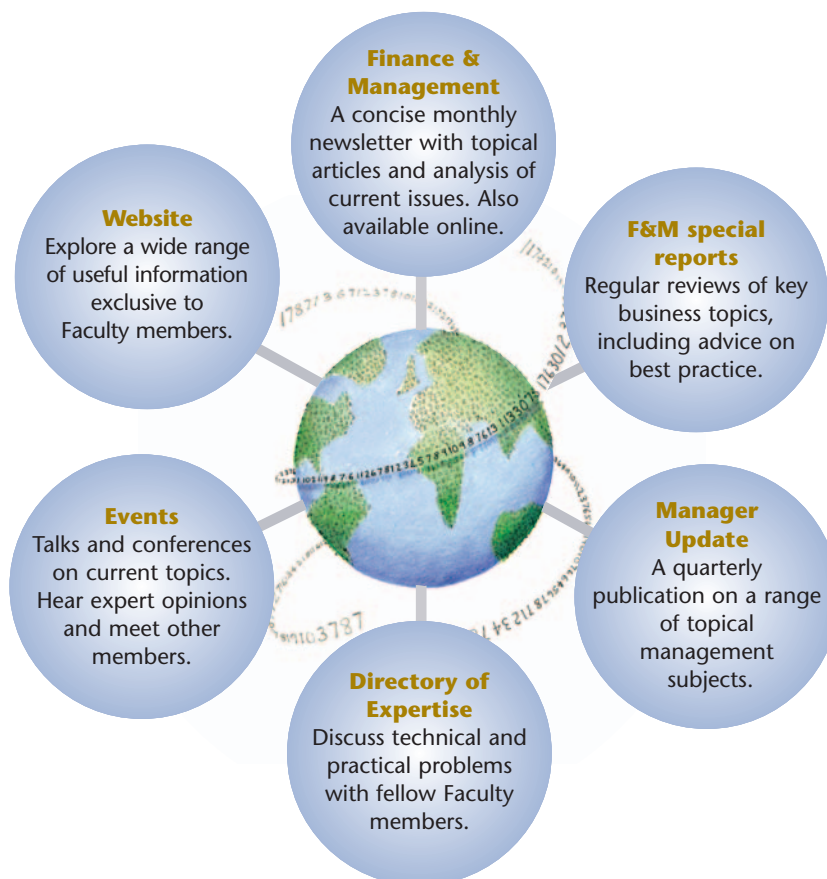 Finance &
Management
A concise monthly
newsletter with topical
articles and analysis of
current issues. Also
available online.
Website
Explore a wide range
of useful information
exclusive to
Faculty members.
F&M special
reports
Regular reviews of key
business topics,
including advice on
best practice.
Events
Talks and conferences
on current topics.
Hear expert opinions
and meet other
members.
Manager
Update
A quarterly
publication on a range
of topical
management
subjects.
Directory of
Expertise
Discuss technical and
practical problems
with fellow Faculty
members.